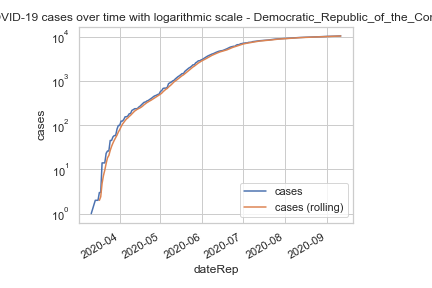 VID-19 cases over time with logarithmic scale - Democratic_Republic_of_the_Con
10⁴
10³
10²
10¹
10⁰
cases
cases
cases (rolling)
2020-04
2020-05
2020-06
2020-07
2020-08
2020-09
dateRep